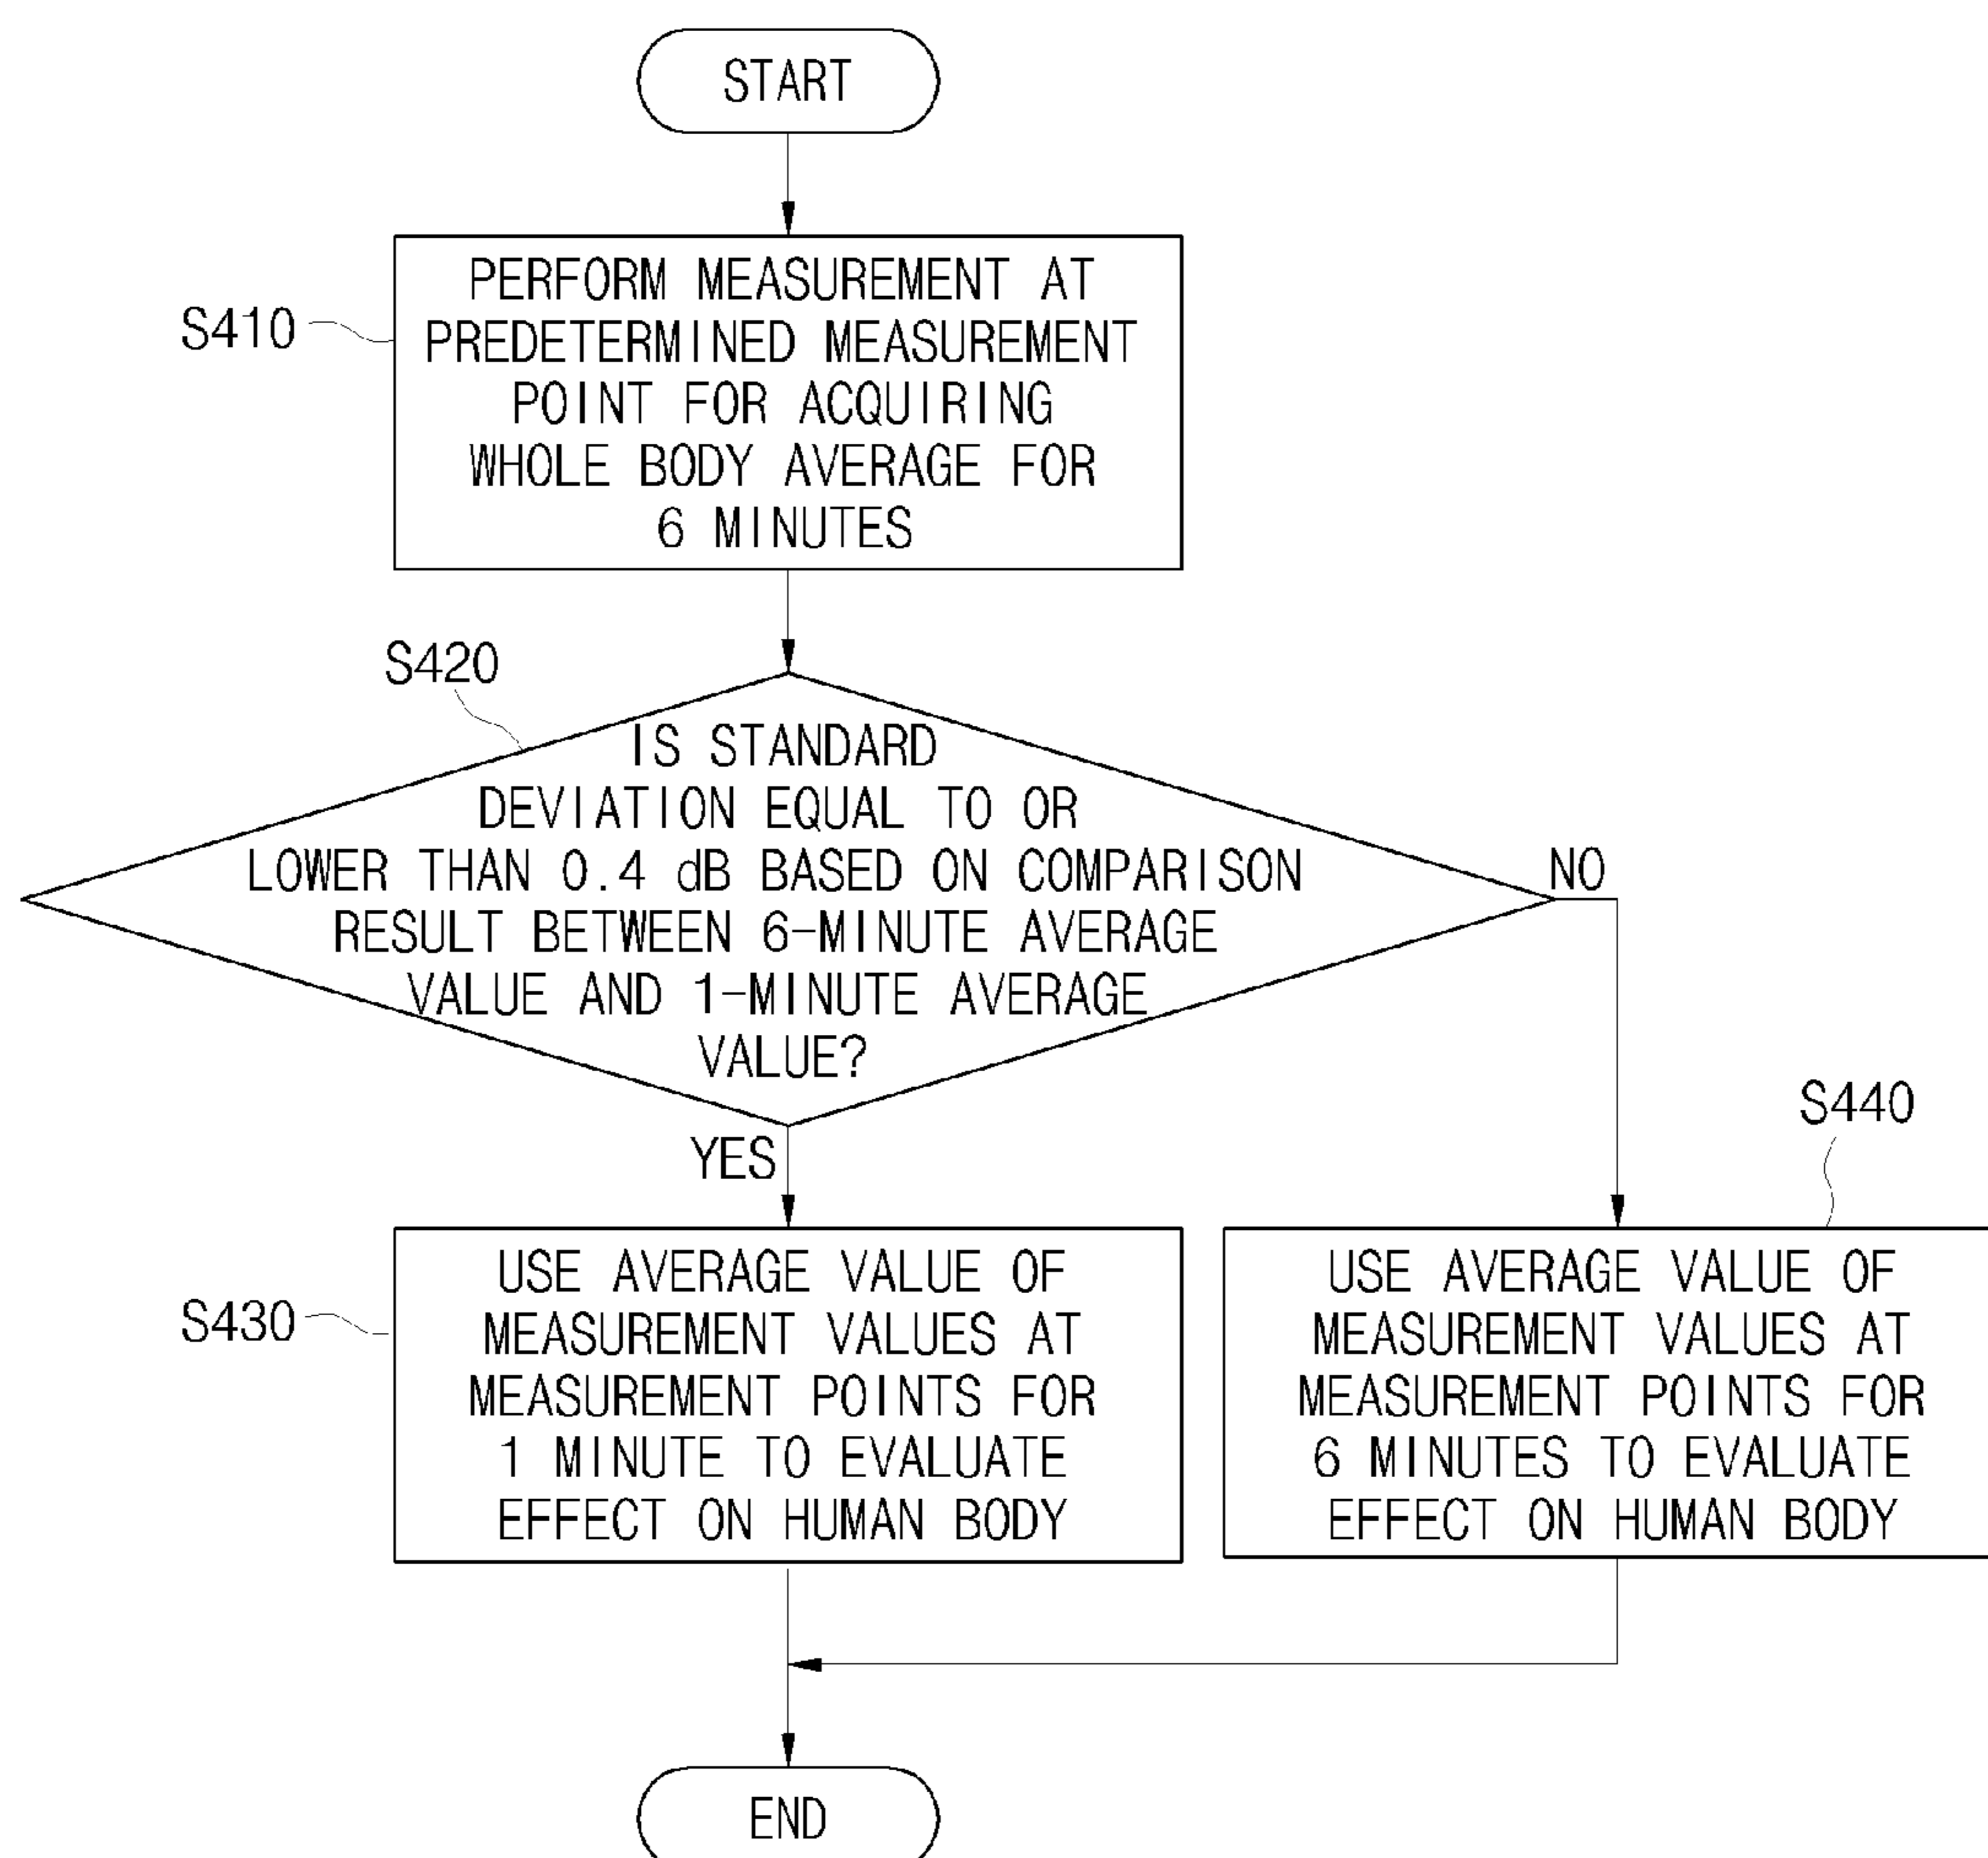 START
S410
PERFORM MEASUREMENT AT
PREDETERMINED MEASUREMENT
POINT FOR ACQUIRING
WHOLE BODY AVERAGE FOR
6 MINUTES
S420
IS STANDARD
DEVIATION EQUAL TO OR
LOWER THAN 0.4 dB BASED ON COMPARISON
RESULT BETWEEN 6-MINUTE AVERAGE
VALUE AND 1-MINUTE AVERAGE
VALUE?
NO
YES
S430
USE AVERAGE VALUE OF
MEASUREMENT VALUES AT
MEASUREMENT POINTS FOR
1 MINUTE TO EVALUATE
EFFECT ON HUMAN BODY
S440
USE AVERAGE VALUE OF
MEASUREMENT VALUES AT
MEASUREMENT POINTS FOR
6 MINUTES TO EVALUATE
EFFECT ON HUMAN BODY
END